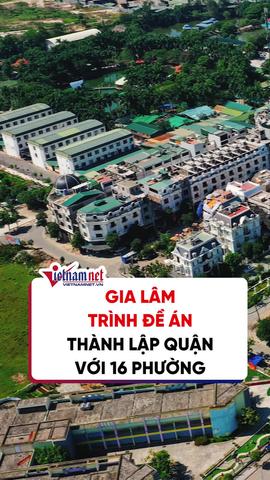 vietnamnet
VIETNAMNET.VN
GIA LÂM
TRÌNH ĐỀ ÁN
THÀNH LẬP QUẬN
VỚI 16 PHƯỜNG